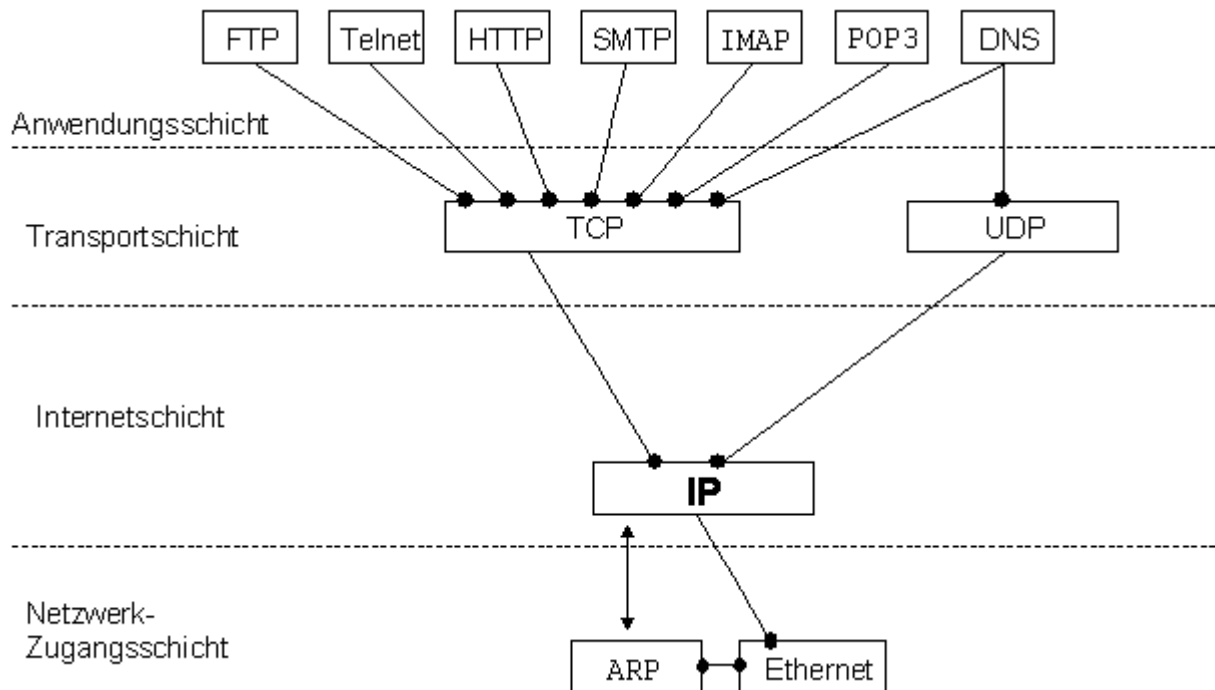 FTP Telnet HTTP SMTP IMAP POP3 DNS
Anwendungsschicht
TCP UDP
Transportschicht
Internetschicht
IP
Netzwerk-
Zugangsschicht
ARP Ethernet